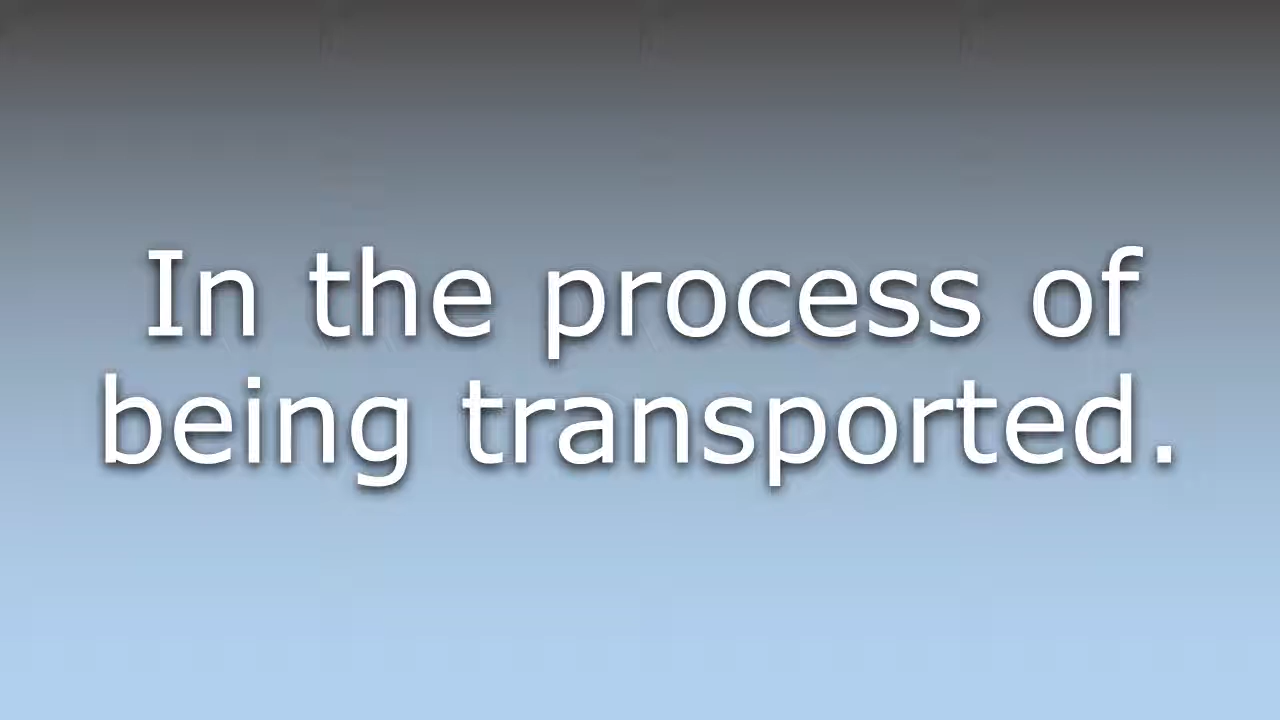 In the process of
being transported.